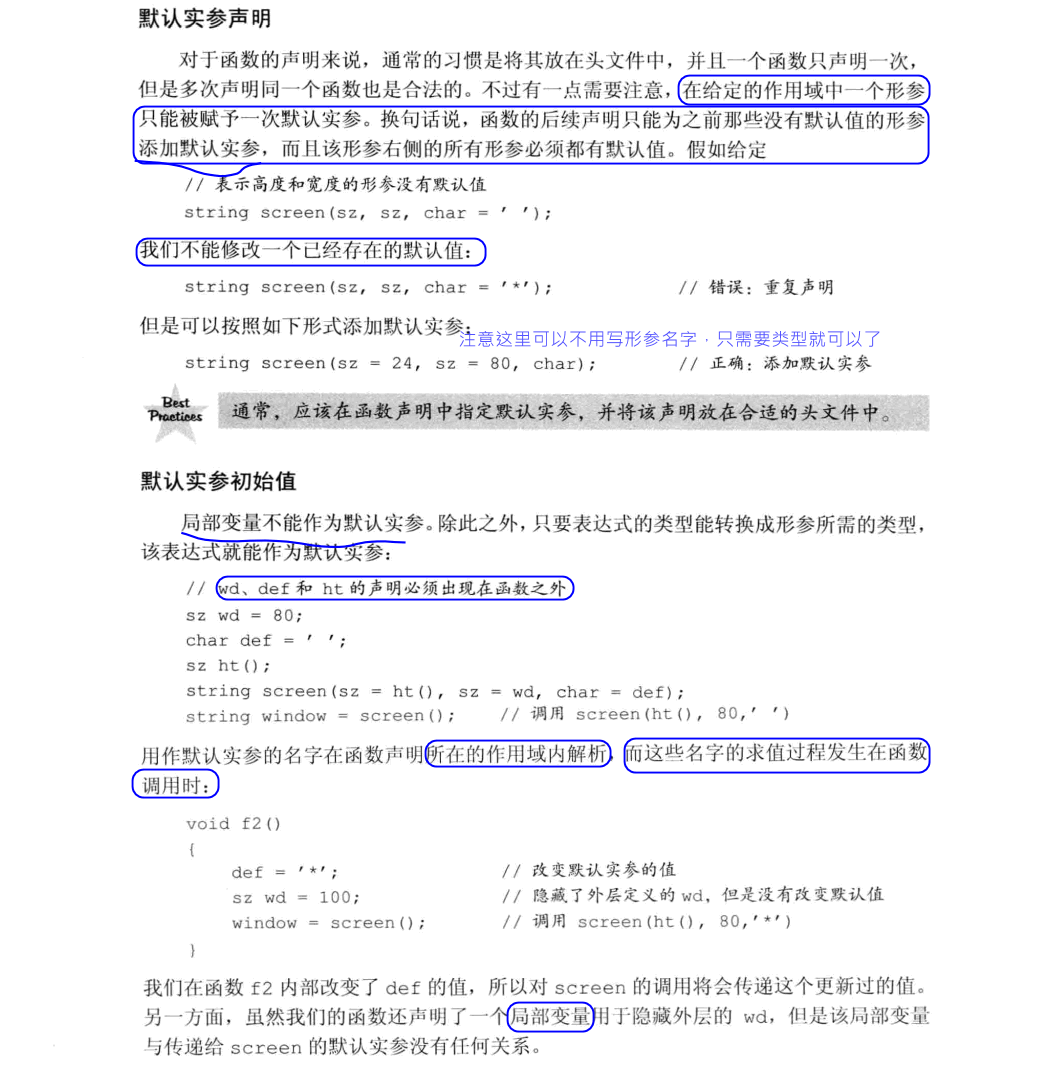 默认实参声明
对于函数的声明来说，通常的习惯是将其放在头文件中，并且一个函数只声明一次，
但是多次声明同一个函数也是合法的。不过有一点需要注意，在给定的作用域中一个形参
只能被赋予一次默认实参。换句话说，函数的后续声明只能为之前那些没有默认值的形参
添加默认实参，而且该形参右侧的所有形参必须都有默认值。假如给定
// 表示高度和宽度的形参没有默认值
string screen(sz, sz, char = ' ');
我们不能修改一个已经存在的默认值：
string screen(sz, sz, char = '*'); // 错误：重复声明
但是可以按照如下形式添加默认实参：
注意这里可以不用写形参名字，只需要类型就可以了
string screen(sz = 24, sz = 80, char); // 正确：添加默认实参
Best
Practices
通常，应该在函数声明中指定默认实参，并将该声明放在合适的头文件中。
默认实参初始值
局部变量不能作为默认实参。除此之外，只要表达式的类型能转换成形参所需的类型，
该表达式就能作为默认实参：
// wd、def 和 ht 的声明必须出现在函数之外
sz wd = 80;
char def = ' ';
sz ht();
string screen(sz = ht(), sz = wd, char = def);
string window = screen(); // 调用 screen(ht(), 80,' ')
用作默认实参的名字在函数声明所在的作用域内解析，而这些名字的求值过程发生在函数
调用时：
void f2()
{
def = '*'; // 改变默认实参的值
sz wd = 100; // 隐藏了外层定义的 wd，但是没有改变默认值
window = screen(); // 调用 screen(ht(), 80,'*')
}
我们在函数 f2 内部改变了 def 的值，所以对 screen 的调用将会传递这个更新过的值。
另一方面，虽然我们的函数还声明了一个局部变量用于隐藏外层的 wd，但是该局部变量
与传递给 screen 的默认实参没有任何关系。